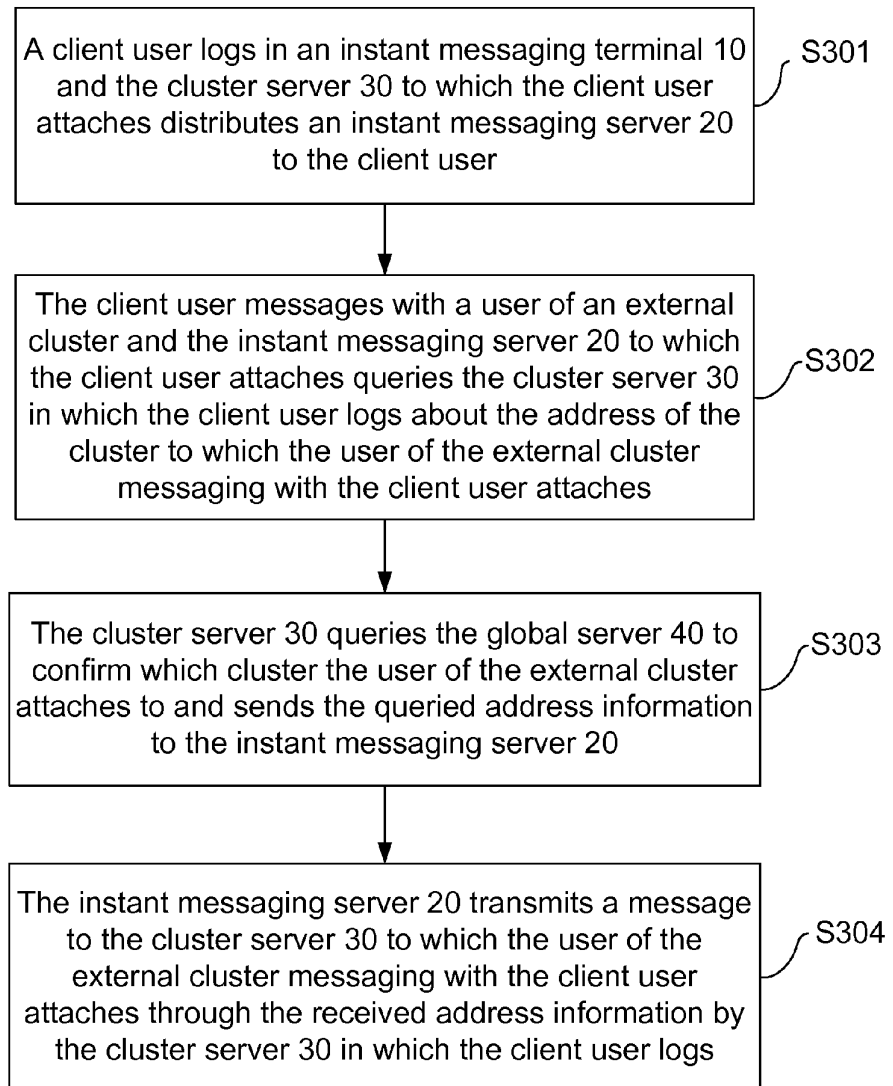 A client user logs in an instant messaging terminal 10
and the cluster server 30 to which the client user
attaches distributes an instant messaging server 20
to the client user
S301
The client user messages with a user of an external
cluster and the instant messaging server 20 to which
the client user attaches queries the cluster server 30
in which the client user logs about the address of the
cluster to which the user of the external cluster
messaging with the client user attaches
S302
The cluster server 30 queries the global server 40 to
confirm which cluster the user of the external cluster
attaches to and sends the queried address information
to the instant messaging server 20
S303
The instant messaging server 20 transmits a message
to the cluster server 30 to which the user of the
external cluster messaging with the client user
attaches through the received address information by
the cluster server 30 in which the client user logs
S304